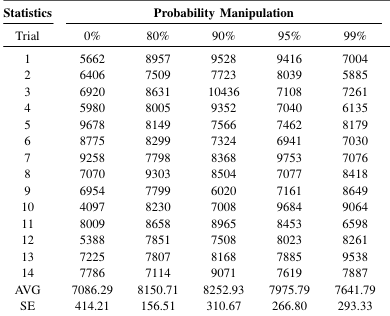 Statistics Probability Manipulation
Trial 0% 80% 90% 95% 99%
1 5662 8957 9528 9416 7004
2 6406 7509 7723 8039 5885
3 6920 8631 10436 7108 7261
4 5980 8005 9352 7040 6135
5 9678 8149 7566 7462 8179
6 8775 8299 7324 6941 7030
7 9258 7798 8368 9753 7076
8 7070 9303 8504 7077 8418
9 6954 7799 6020 7161 8649
10 4097 8230 7008 9684 9064
11 8009 8658 8965 8453 6598
12 5388 7851 7508 8023 8261
13 7225 7807 8168 7885 9538
14 7786 7114 9071 7619 7887
AVG 7086.29 8150.71 8252.93 7975.79 7641.79
SE 414.21 156.51 310.67 266.80 293.33